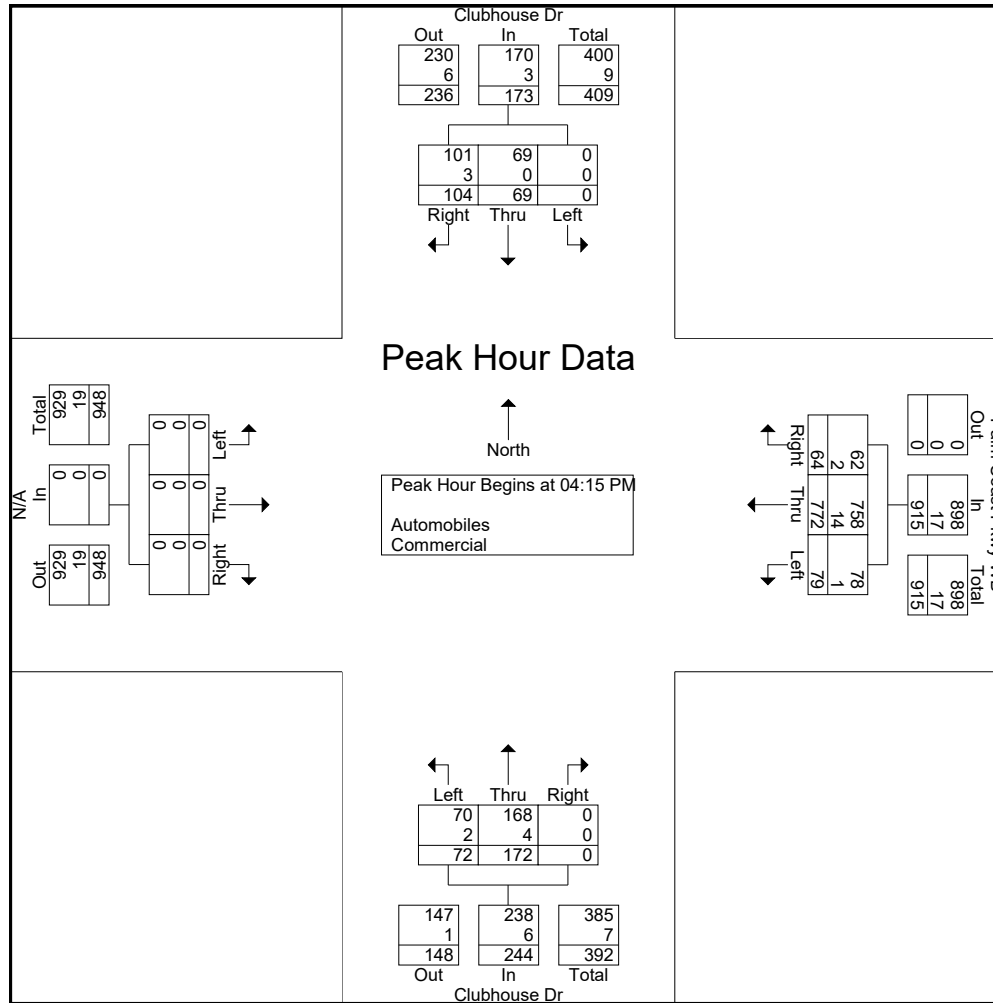 Clubhouse Dr
Out In Total
230 170 400
6 3 9
236 173 409
101 69 0
3 0 0
104 69 0
Right Thru Left
Peak Hour Data
North
Peak Hour Begins at 04:15 PM
Automobiles
Commercial
N/A
Out In Total
929 0 929
19 0 19
948 0 948
Left Thru Right
0 0 0
0 0 0
0 0 0
Out In Total
0 898 898
0 17 17
0 915 915
Right Thru Left
62 758 78
2 14 1
64 772 79
Left Thru Right
70 168 0
2 4 0
72 172 0
147 238 385
1 6 7
148 244 392
Out In Total
Clubhouse Dr